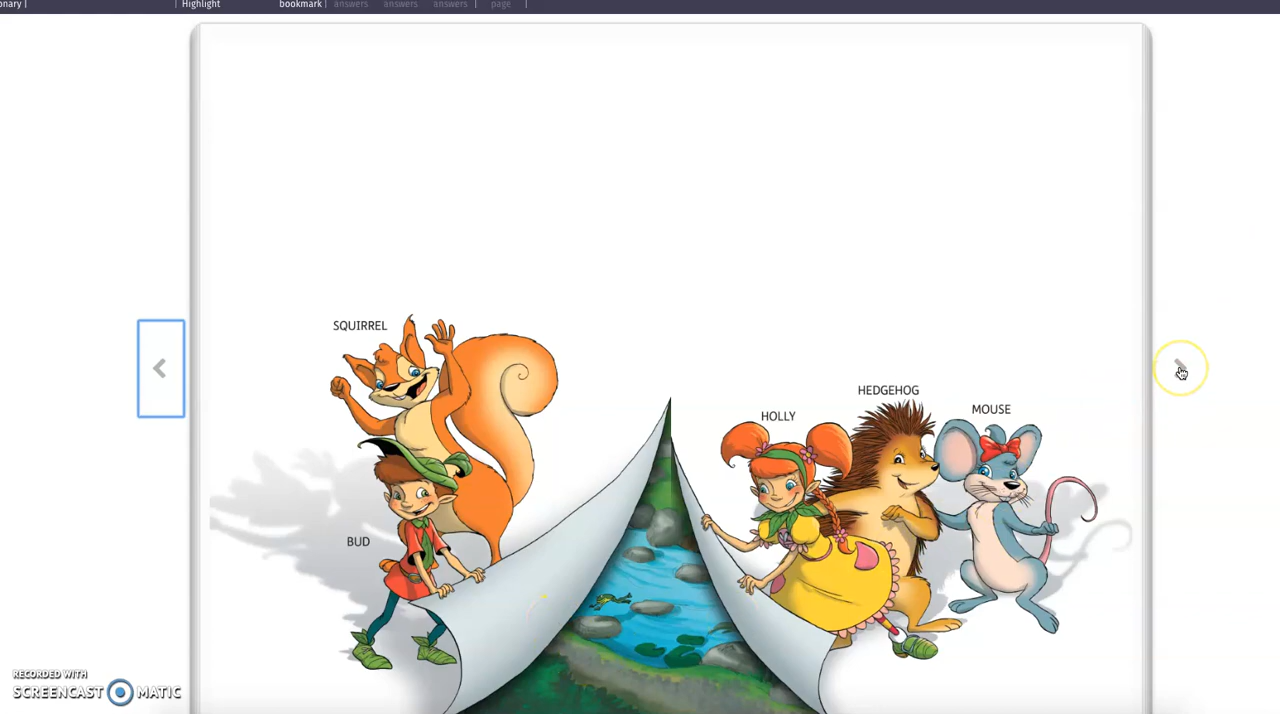 onary |
| Highlight
bookmark |
answers
answers
answers |
page
|
SQUIRREL
HEDGEHOG
MOUSE
HOLLY
BUD
RECORDED WITH
SCREENCAST MATIC